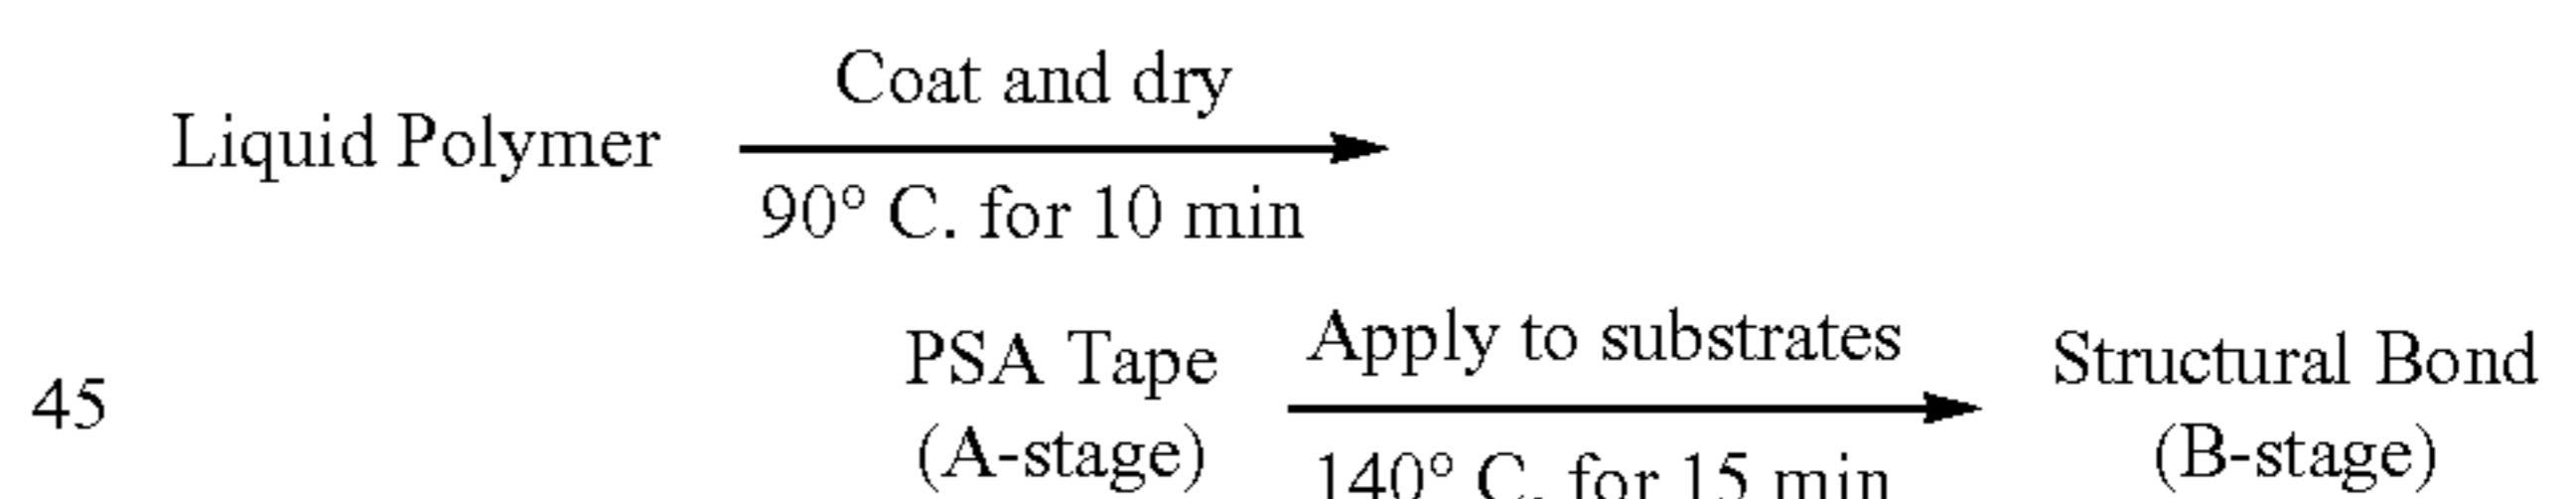 Coat and dry
Liquid Polymer
90° C. for 10 min
Apply to substrates
PSA Tape
Structural Bond
45
(A-stage)
(B-stage)
140° C. for 15 min